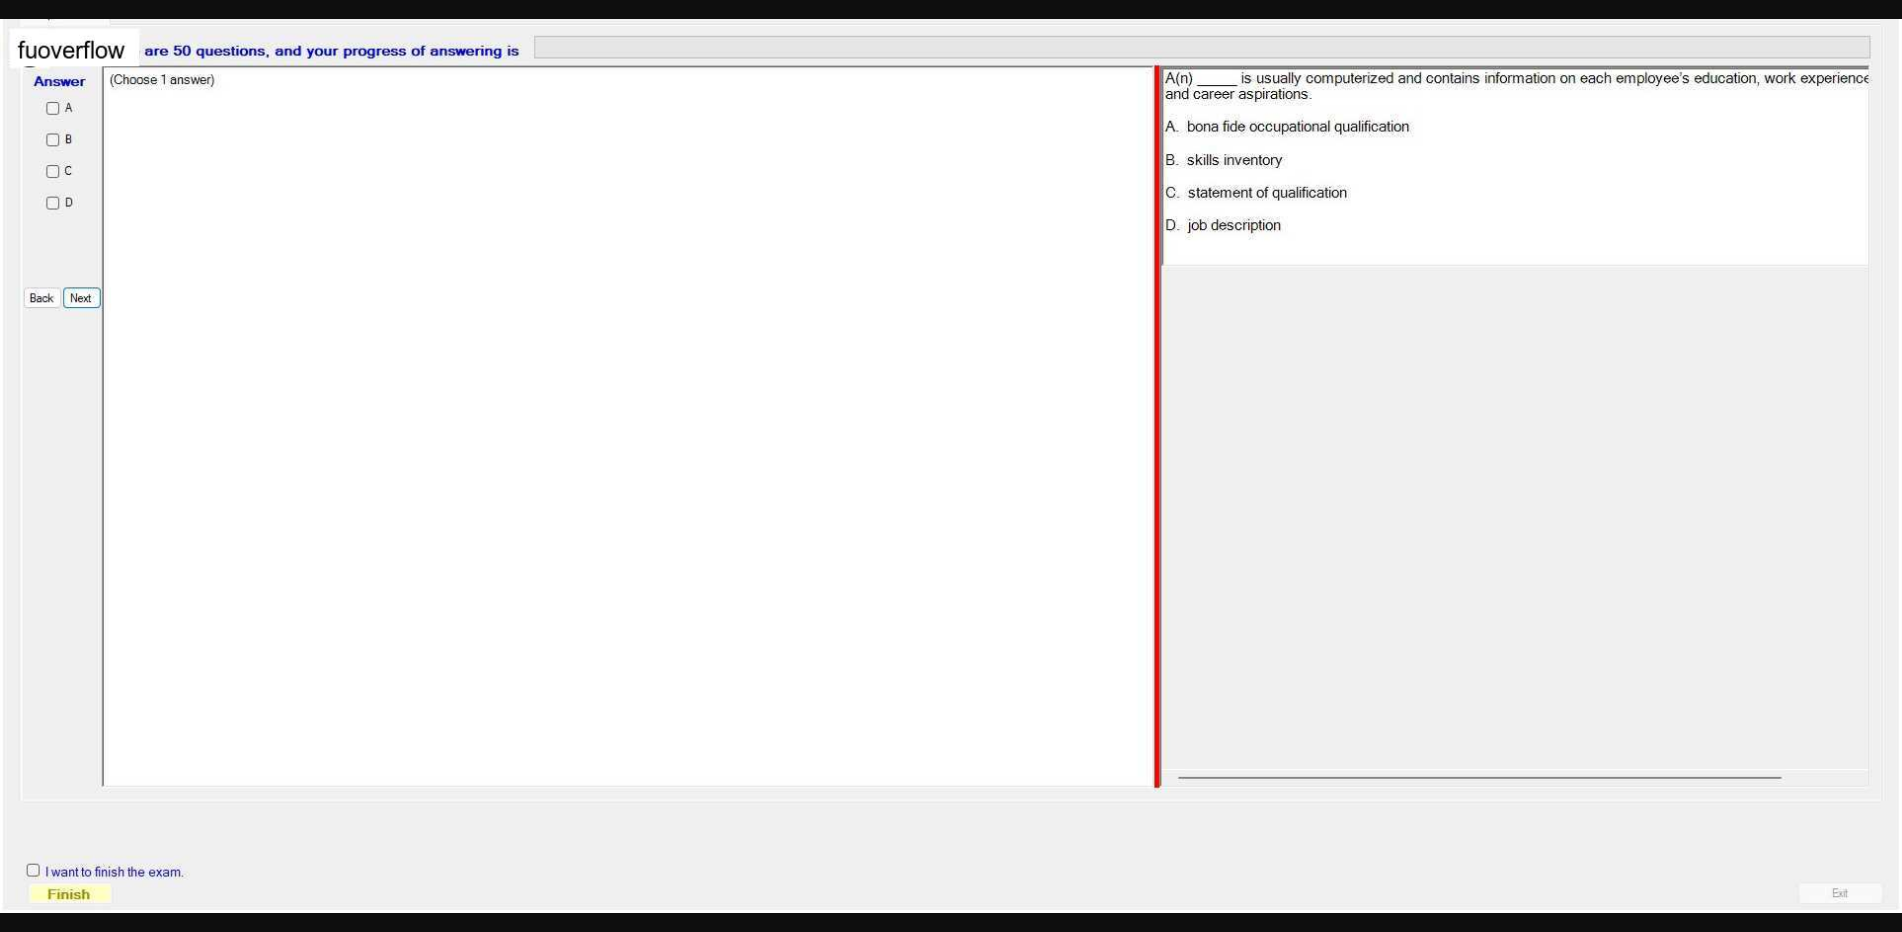 fuoverflow are 50 questions, and your progress of answering is
Answer
(Choose 1 answer)
A
B
C
D
Back Next
A(n) _____ is usually computerized and contains information on each employee's education, work experience
and career aspirations.
A. bona fide occupational qualification
B. skills inventory
C. statement of qualification
D. job description
I want to finish the exam.
Finish
Exit